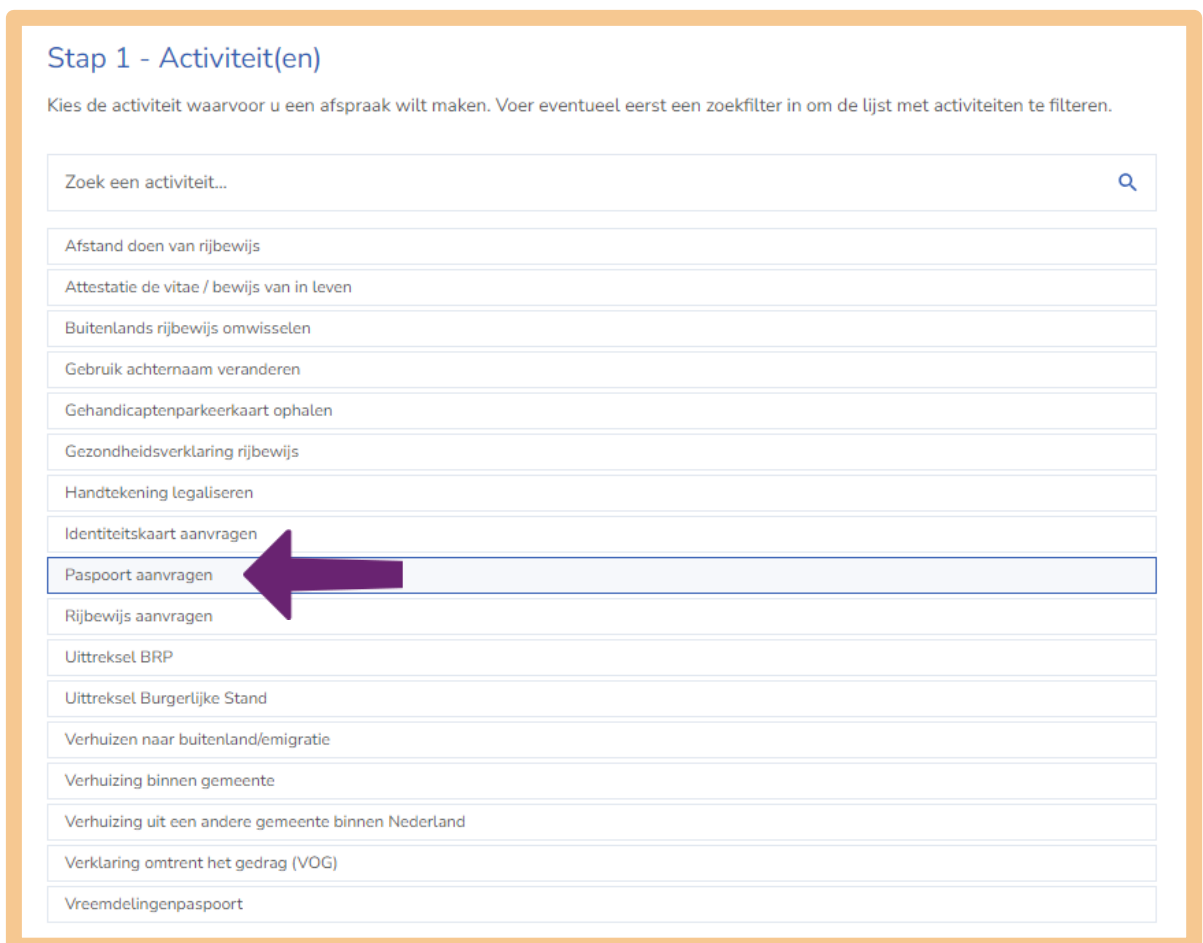 Stap 1 - Activiteit(en)
Kies de activiteit waarvoor u een afspraak wilt maken. Voer eventueel eerst een zoekfilter in om de lijst met activiteiten te filteren.
Zoek een activiteit...
Afstand doen van rijbewijs
Attestatie de vitae / bewijs van in leven
Buitenlands rijbewijs omwisselen
Gebruik achternaam veranderen
Gehandicaptenparkeerkaart ophalen
Gezondheidsverklaring rijbewijs
Handtekening legaliseren
Identiteitskaart aanvragen
Paspoort aanvragen
Rijbewijs aanvragen
Uittreksel BRP
Uittreksel Burgerlijke Stand
Verhuizen naar buitenland/emigratie
Verhuizing binnen gemeente
Verhuizing uit een andere gemeente binnen Nederland
Verklaring omtrent het gedrag (VOG)
Vreemdelingenpaspoort